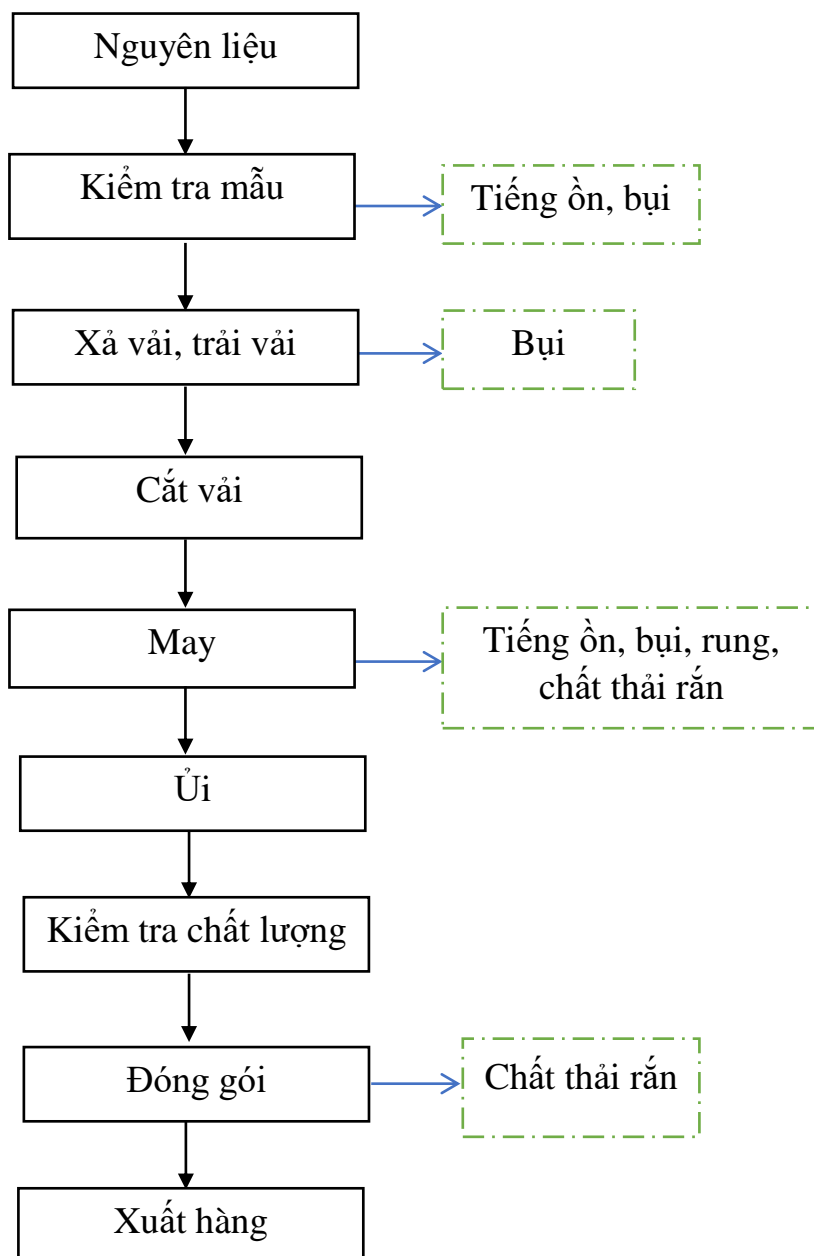 Nguyên liệu
Kiểm tra mẫu
Tiếng ồn, bụi
Xả vải, trải vải
Bụi
Cắt vải
May
Tiếng ồn, bụi, rung,
chất thải rắn
Ủi
Kiểm tra chất lượng
Đóng gói
Chất thải rắn
Xuất hàng